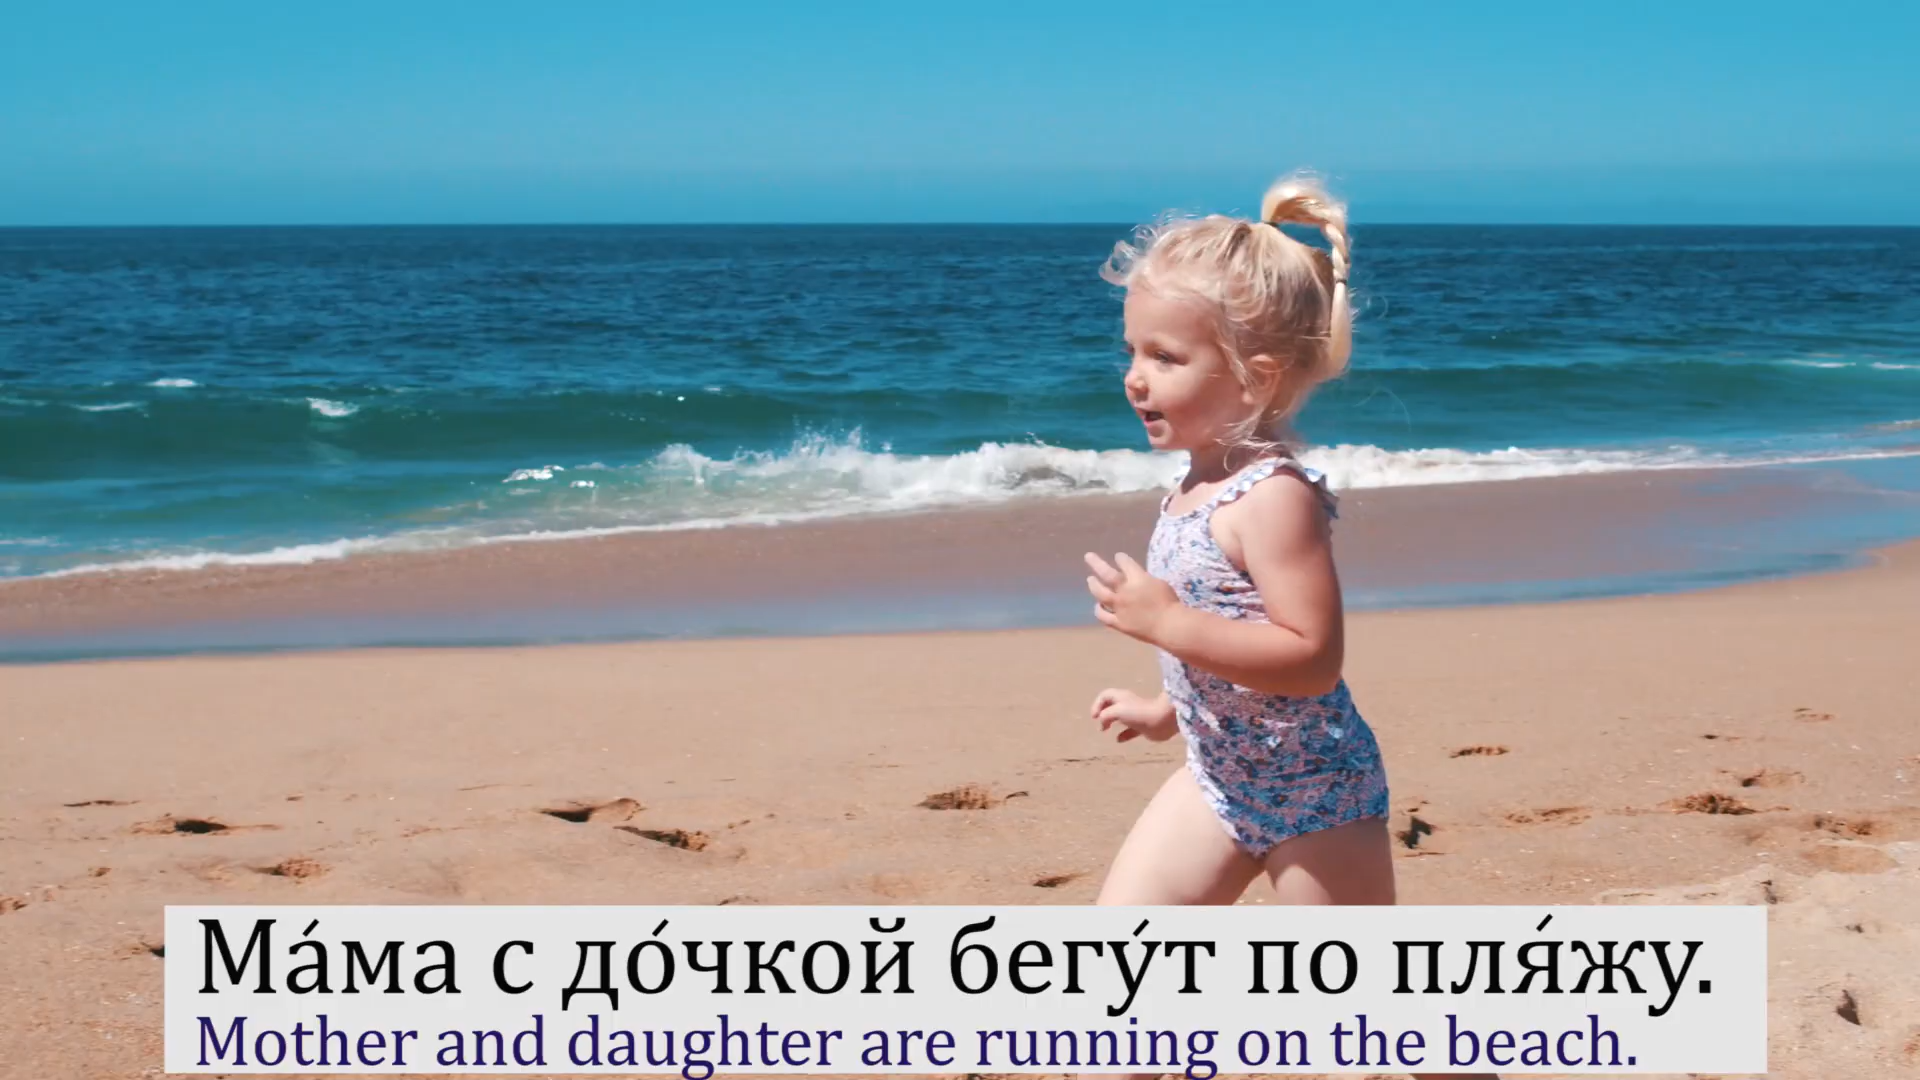 Ма́ма с до́чкой бегу́т по пля́жу.
Mother and daughter are running on the beach.